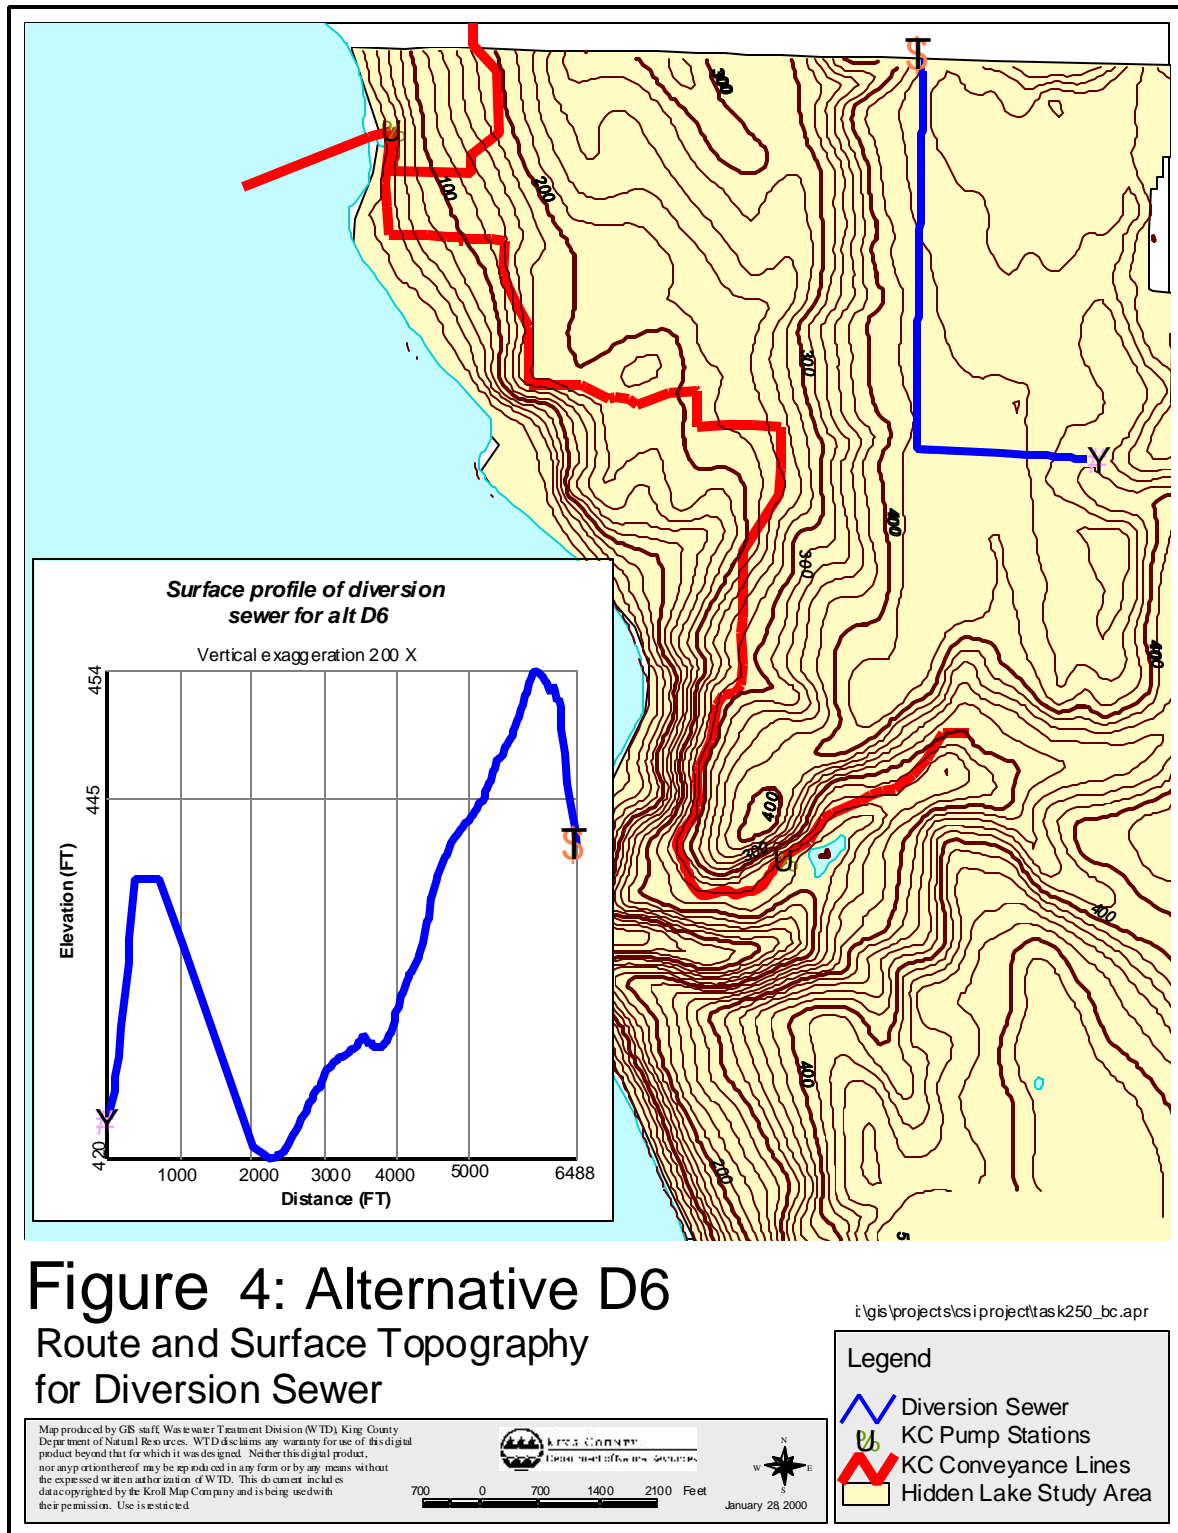 300
100
200
300
400
300
400
400
300
400
400
200
5
T
$
U
%
Y
#
U
%
Surface profile of diversion
sewer for alt D6
Vertical exaggeration 200 X
454
445
420
Elevation (FT)
Y
#
T
$
1000 2000 3000 4000 5000 6488
Distance (FT)
Figure 4: Alternative D6
Route and Surface Topography
for Diversion Sewer
i:\gis\projects\csiproject\task250_bc.apr
Legend
Diversion Sewer
U % KC Pump Stations
KC Conveyance Lines
Hidden Lake Study Area
Map produced by GIS staff, Wastewater Treatment Division (WTD), King County
Department of Natural Resources. WTD disclaims any warranty for use of this digital
product beyond that for which it was designed. Neither this digital product,
nor any portion thereof may be reproduced in any form or by any means without
the expressed written authorization of WTD. This document includes
data copyrighted by the Kroll Map Company and is being used with
their permission. Use is restricted.
King County
Department of Natural Resources
700 0 700 1400 2100 Feet
N
W E
S
January 28, 2000